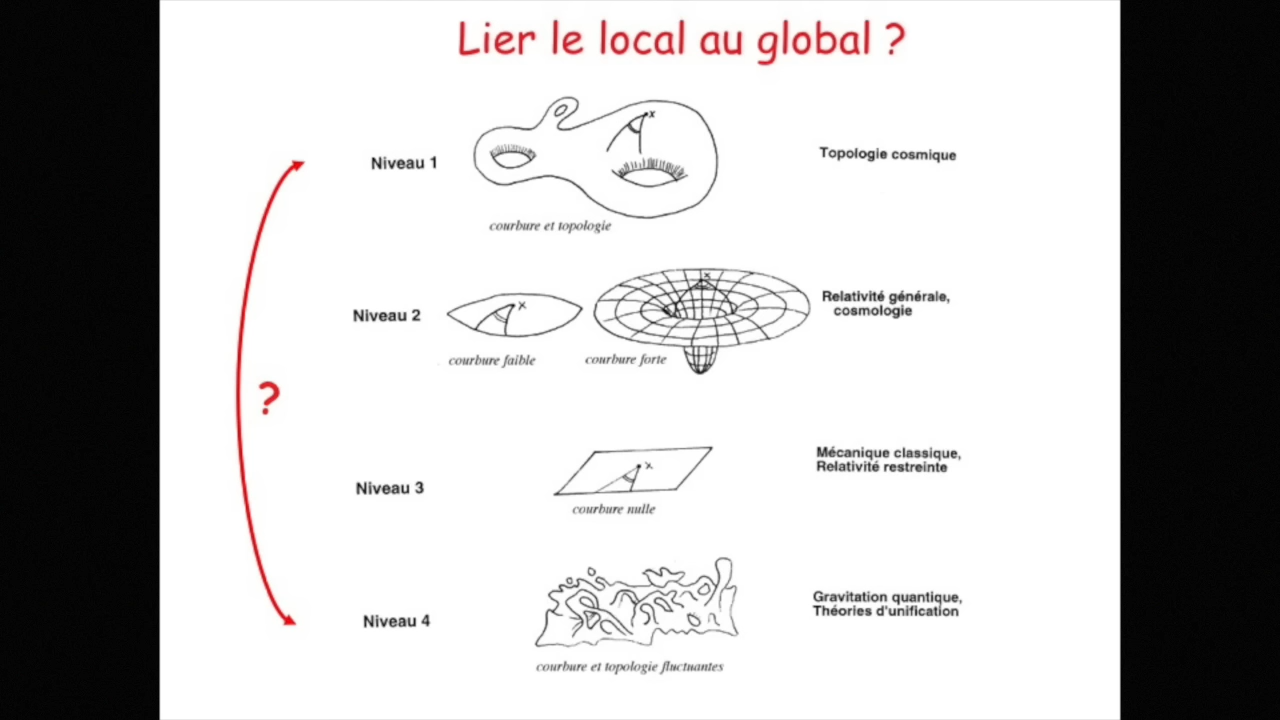 Lier le local au global ?
x
Niveau 1
Topologie cosmique
courbure et topologie
x
x
Niveau 2
Relativité générale,
cosmologie
courbure faible
courbure forte
?
Mécanique classique,
Relativité restreinte
x
Niveau 3
courbure nulle
Gravitation quantique,
Théories d'unification
Niveau 4
courbure et topologie fluctuantes